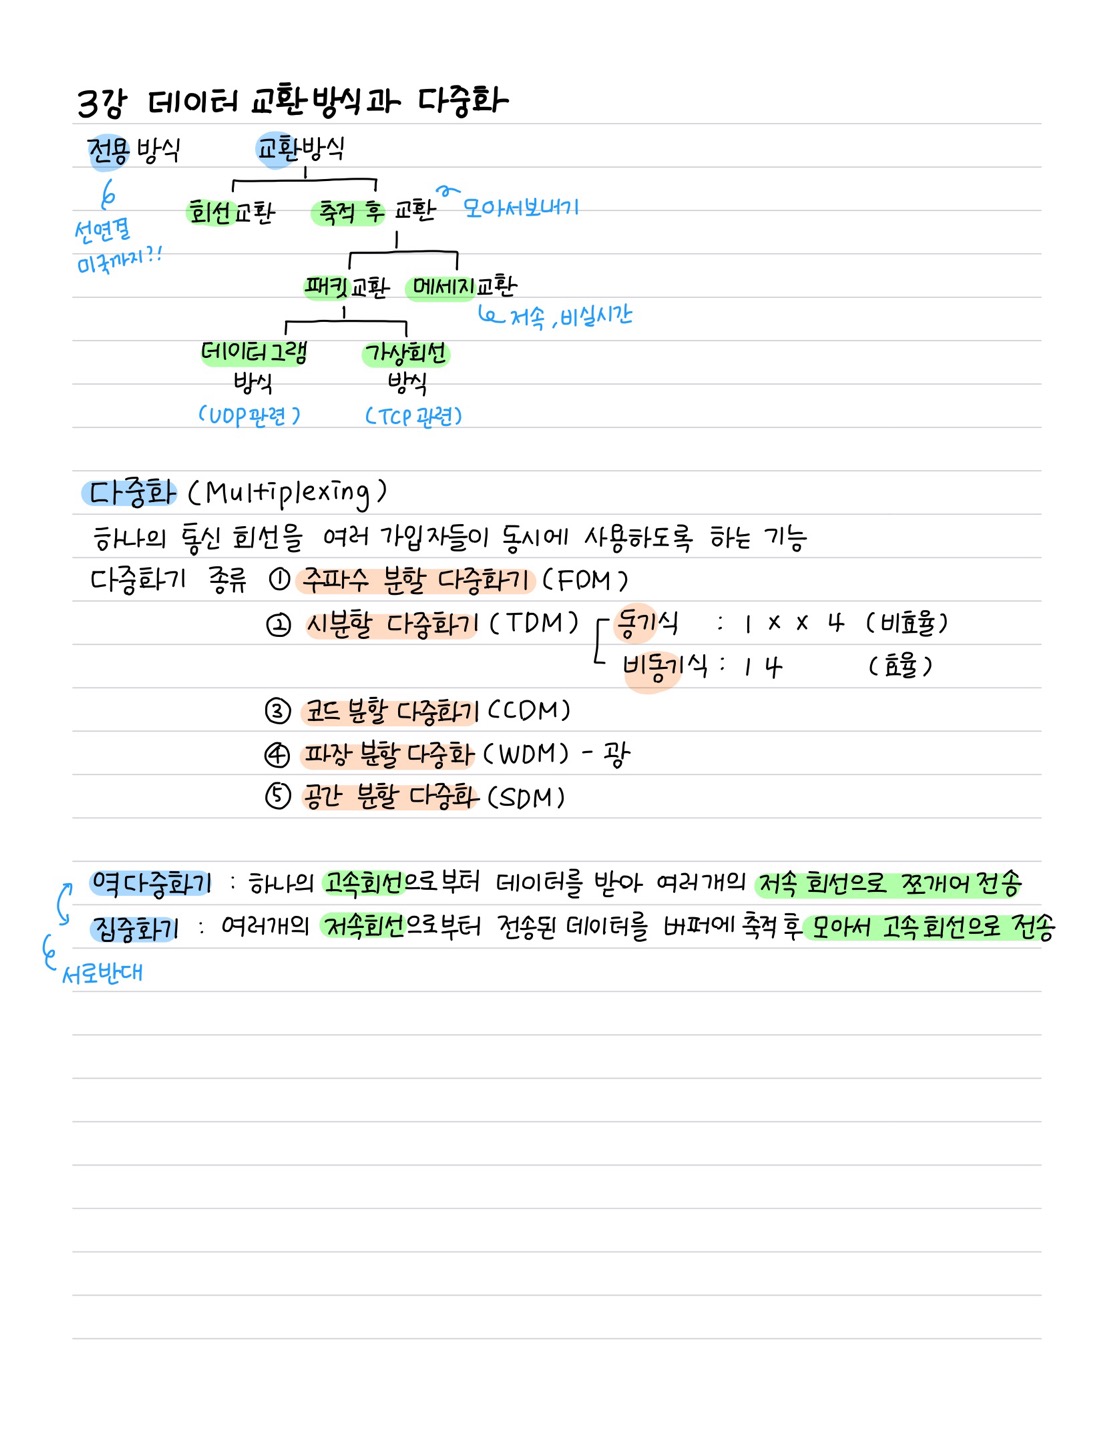 3강 데이터 교환방식과 다중화
전용 방식 교환방식
회선교환 축적 후 교환 모아서보내기
선연결
미국까지?!
패킷교환 메세지교환
저속, 비실시간
데이터그램 가상회선
방식 방식
(UDP관련) (TCP관련)
다중화 (Multiplexing)
하나의 통신 회선을 여러 가입자들이 동시에 사용하도록 하는 기능
다중화기 종류 ① 주파수 분할 다중화기 (FDM)
② 시분할 다중화기 (TDM) 동기식 : 1 x x 4 (비효율)
비동기식 : 1 4 (효율)
③ 코드 분할 다중화기 (CDM)
④ 파장 분할 다중화 (WDM) - 광
⑤ 공간 분할 다중화 (SDM)
역다중화기 : 하나의 고속회선으로부터 데이터를 받아 여러개의 저속 회선으로 쪼개어 전송
집중화기 : 여러개의 저속회선으로부터 전송된 데이터를 버퍼에 축적 후 모아서 고속회선으로 전송
서로반대